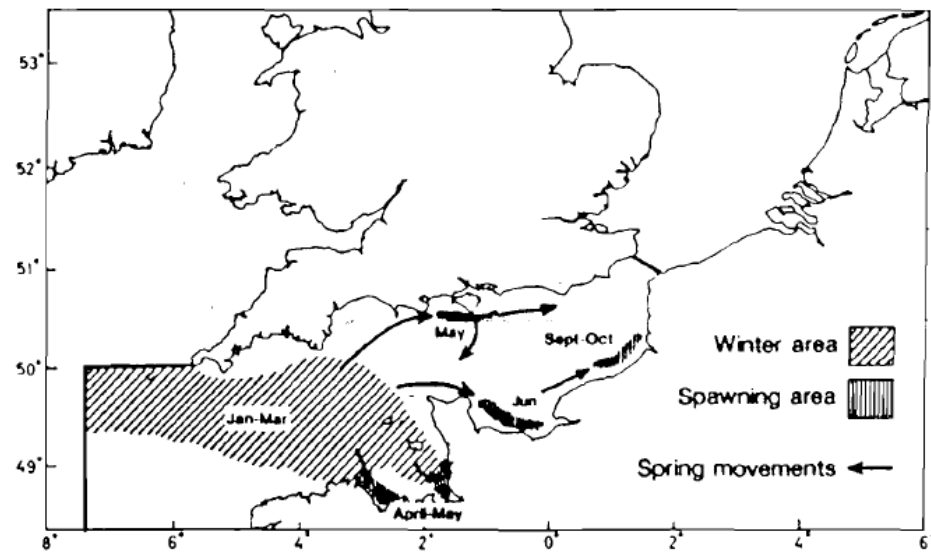 53°
52°
51°
50°
49°
8°
6°
4°
2°
0°
2°
4°
6
May
Sept-Oct
Jun
Jan-Mar
April-May
Winter area
Spawning area
Spring movements